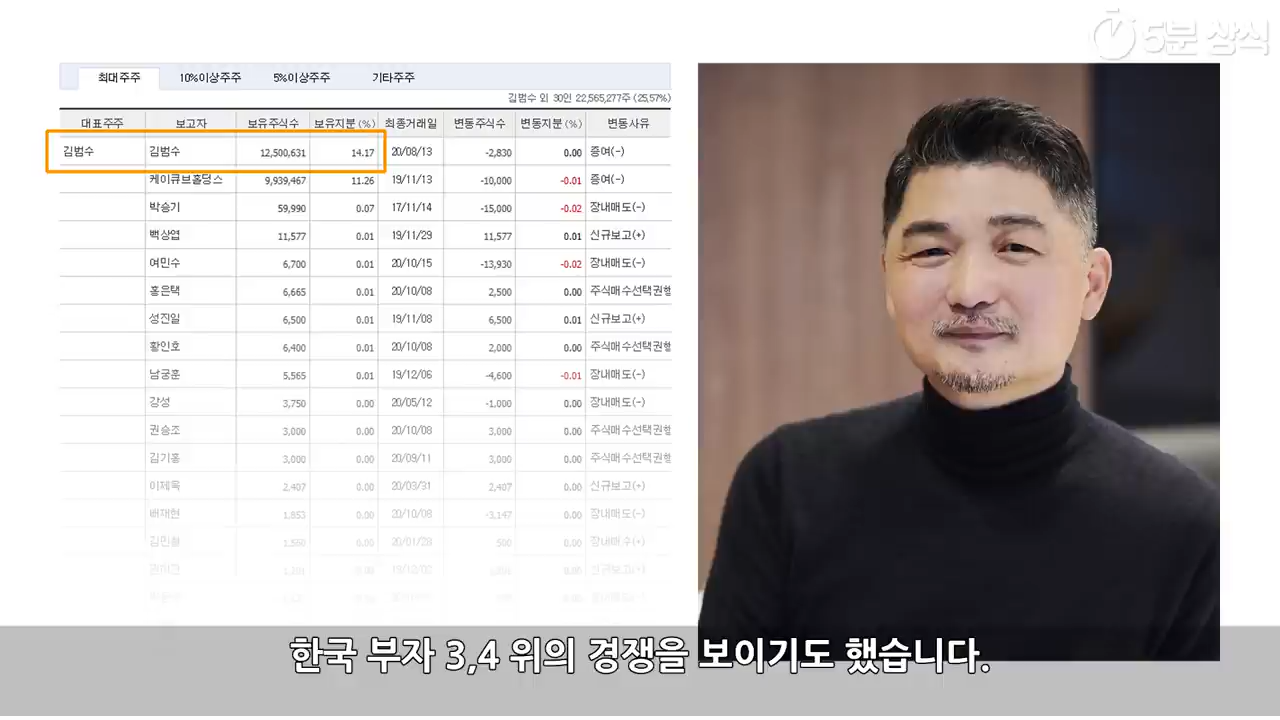 5분 상식
최대주주 10%이상주주 5%이상주주 기타주주
김범수 외 30인 22,565,277주 (25.57%)
대표주주 보고자 보유주식수 보유지분(%) 최종거래일 변동주식수 변동지분(%) 변동사유
김범수 김범수 12,500,631 14.17 20/08/13 -2,830 0.00 증여(-)
케이큐브홀딩스 9,939,467 11.26 19/11/13 -10,000 -0.01 증여(-)
박승기 59,990 0.07 17/11/14 -15,000 -0.02 장내매도(-)
백상엽 11,577 0.01 19/11/29 11,577 0.01 신규보고(+)
여민수 6,700 0.01 20/10/15 -13,930 -0.02 장내매도(-)
홍은택 6,665 0.01 20/10/08 2,500 0.00 주식매수선택권행
성진일 6,500 0.01 19/11/08 6,500 0.01 신규보고(+)
황인호 6,400 0.01 20/10/08 2,000 0.00 주식매수선택권행
남궁훈 5,565 0.01 19/12/06 -4,600 -0.01 장내매도(-)
강성 3,750 0.00 20/05/12 -1,000 0.00 장내매도(-)
권승조 3,000 0.00 20/10/08 3,000 0.00 주식매수선택권행
김기홍 3,000 0.00 20/09/11 3,000 0.00 주식매수선택권행
이제욱 2,407 0.00 20/03/31 2,407 0.00 신규보고(+)
배재현 1,853 0.00 20/10/08 -3,147 0.00 장내매도(-)
0.00 20/01/28 500 0.00 장내매수(+)
한국 부자 3,4 위의 경쟁을 보이기도 했습니다.